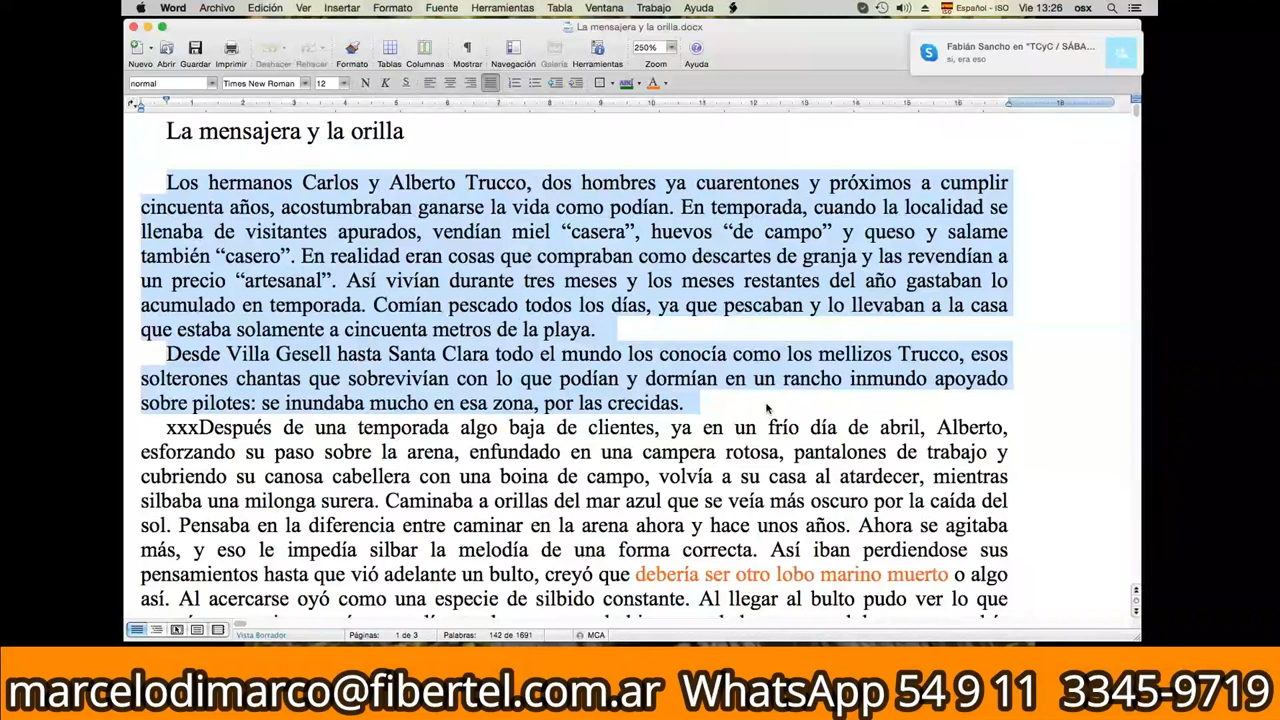 Word Archivo Edición Ver Insertar Formato Fuente Herramientas Tabla Ventana Trabajo Ayuda Español - ISO Vie 13:26 osx
La mensajera y la orilla.docx
Fabián Sancho en "TCyC / SÁBA...
si, era eso
250%
Nuevo Abrir Guardar Imprimir Deshacer Rehacer Formato Tablas Columnas Mostrar Navegación Galería Herramientas Zoom Ayuda
normal Times New Roman 12 N K S
1 2 3 4 5 6 7 8 9 10 11 12 13 14 15 16 18
La mensajera y la orilla
Los hermanos Carlos y Alberto Trucco, dos hombres ya cuarentones y próximos a cumplir
cincuenta años, acostumbraban ganarse la vida como podían. En temporada, cuando la localidad se
llenaba de visitantes apurados, vendían miel “casera”, huevos “de campo” y queso y salame
también “casero”. En realidad eran cosas que compraban como descartes de granja y las revendían a
un precio “artesanal”. Así vivían durante tres meses y los meses restantes del año gastaban lo
acumulado en temporada. Comían pescado todos los días, ya que pescaban y lo llevaban a la casa
que estaba solamente a cincuenta metros de la playa.
Desde Villa Gesell hasta Santa Clara todo el mundo los conocía como los mellizos Trucco, esos
solterones chantas que sobrevivían con lo que podían y dormían en un rancho inmundo apoyado
sobre pilotes: se inundaba mucho en esa zona, por las crecidas.
xxxDespués de una temporada algo baja de clientes, ya en un frío día de abril, Alberto,
esforzando su paso sobre la arena, enfundado en una campera rotosa, pantalones de trabajo y
cubriendo su canosa cabellera con una boina de campo, volvía a su casa al atardecer, mientras
silbaba una milonga surera. Caminaba a orillas del mar azul que se veía más oscuro por la caída del
sol. Pensaba en la diferencia entre caminar en la arena ahora y hace unos años. Ahora se agitaba
más, y eso le impedía silbar la melodía de una forma correcta. Así iban perdiendose sus
pensamientos hasta que vió adelante un bulto, creyó que debería ser otro lobo marino muerto o algo
así. Al acercarse oyó como una especie de silbido constante. Al llegar al bulto pudo ver lo que
Vista Borrador Páginas: 1 de 3 Palabras: 142 de 1691 MCA
marcelodimarco@fibertel.com.ar WhatsApp 54 9 11 3345-9719